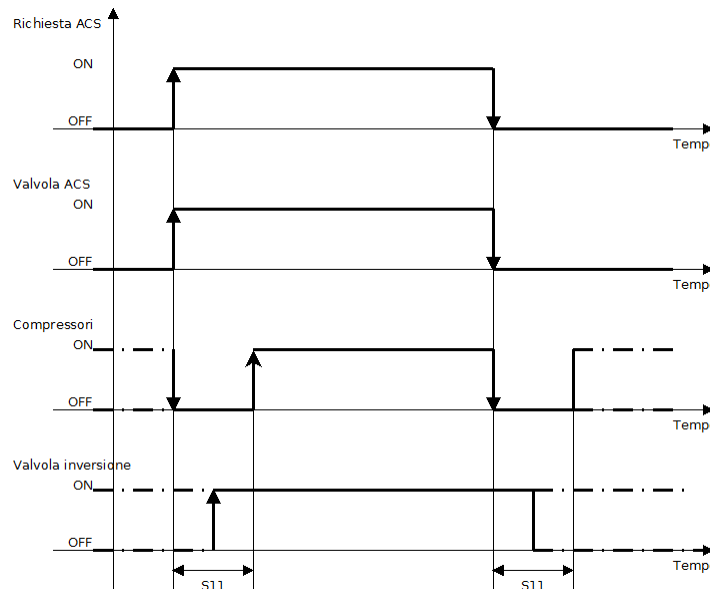 Richiesta ACS
ON
OFF
Temp
Valvola ACS
ON
OFF
Temp
Compressori
ON
OFF
Temp
Valvola inversione
ON
OFF
Temp
S11
S11